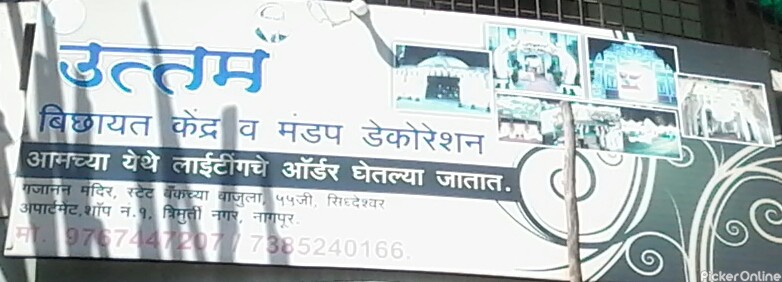 उत्तम
बिछायत केंद्र व मंडप डेकोरेशन
आमच्या येथे लाईटींगचे ऑर्डर घेतल्या जातात.
गजानन मंदिर, स्टेट बँकच्या बाजुला, ५५जी, सिध्देश्वर
अपार्टमेट,शॉप नं.१, त्रिमुर्ती नगर, नागपूर.
मो. 9767447207 / 7385240166.
PickerOnline